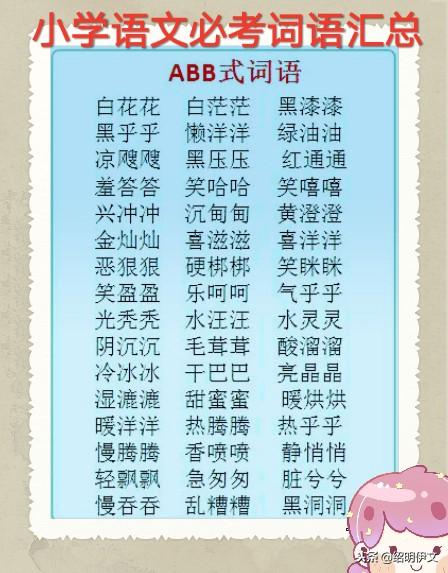 小学语文必考词语汇总
ABB式词语
白花花 白茫茫 黑漆漆
黑乎乎 懒洋洋 绿油油
凉飕飕 黑压压 红通通
羞答答 笑哈哈 笑嘻嘻
兴冲冲 沉甸甸 黄澄澄
金灿灿 喜滋滋 喜洋洋
恶狠狠 硬梆梆 笑眯眯
笑盈盈 乐呵呵 气乎乎
光秃秃 水汪汪 水灵灵
阴沉沉 毛茸茸 酸溜溜
冷冰冰 干巴巴 亮晶晶
湿漉漉 甜蜜蜜 暖烘烘
暖洋洋 热腾腾 热乎乎
慢腾腾 香喷喷 静悄悄
轻飘飘 急匆匆 脏兮兮
慢吞吞 乱糟糟 黑洞洞
头条 @绍明伊文